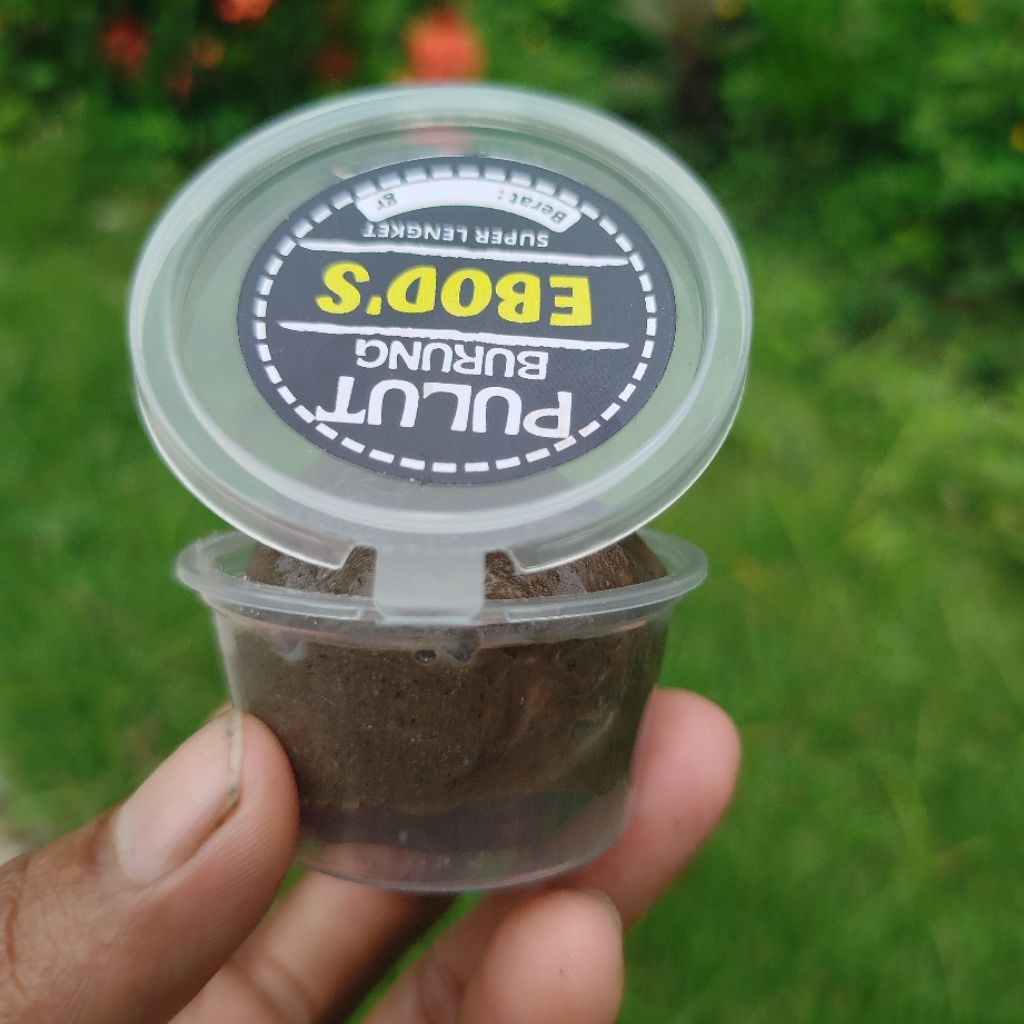 PULUT
BURUNG
EBOD'S
SUPER LENGKET
Berat: gr